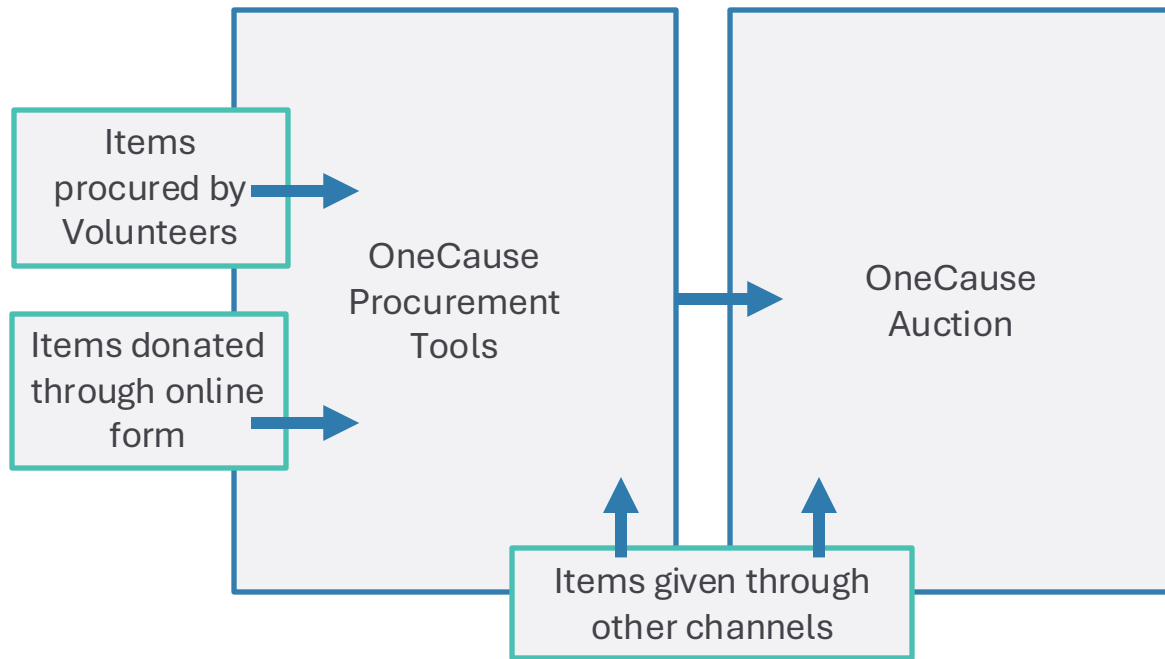 Items
procured by
Volunteers
Items donated
through online
form
OneCause
Procurement
Tools
OneCause
Auction
Items given through
other channels